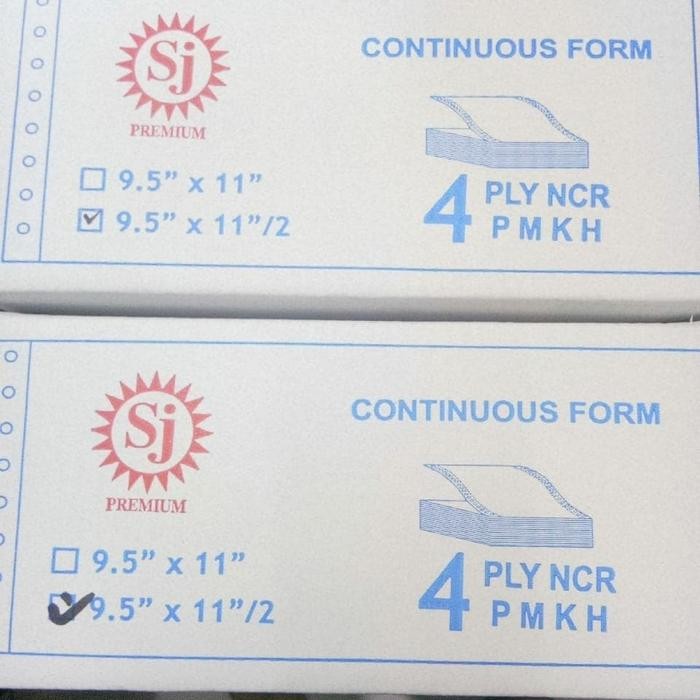 Sj
PREMIUM
CONTINUOUS FORM
9.5” x 11”
9.5” x 11”/2
4 PLY NCR
PMKH
Sj
PREMIUM
CONTINUOUS FORM
9.5” x 11”
9.5” x 11”/2
4 PLY NCR
PMKH